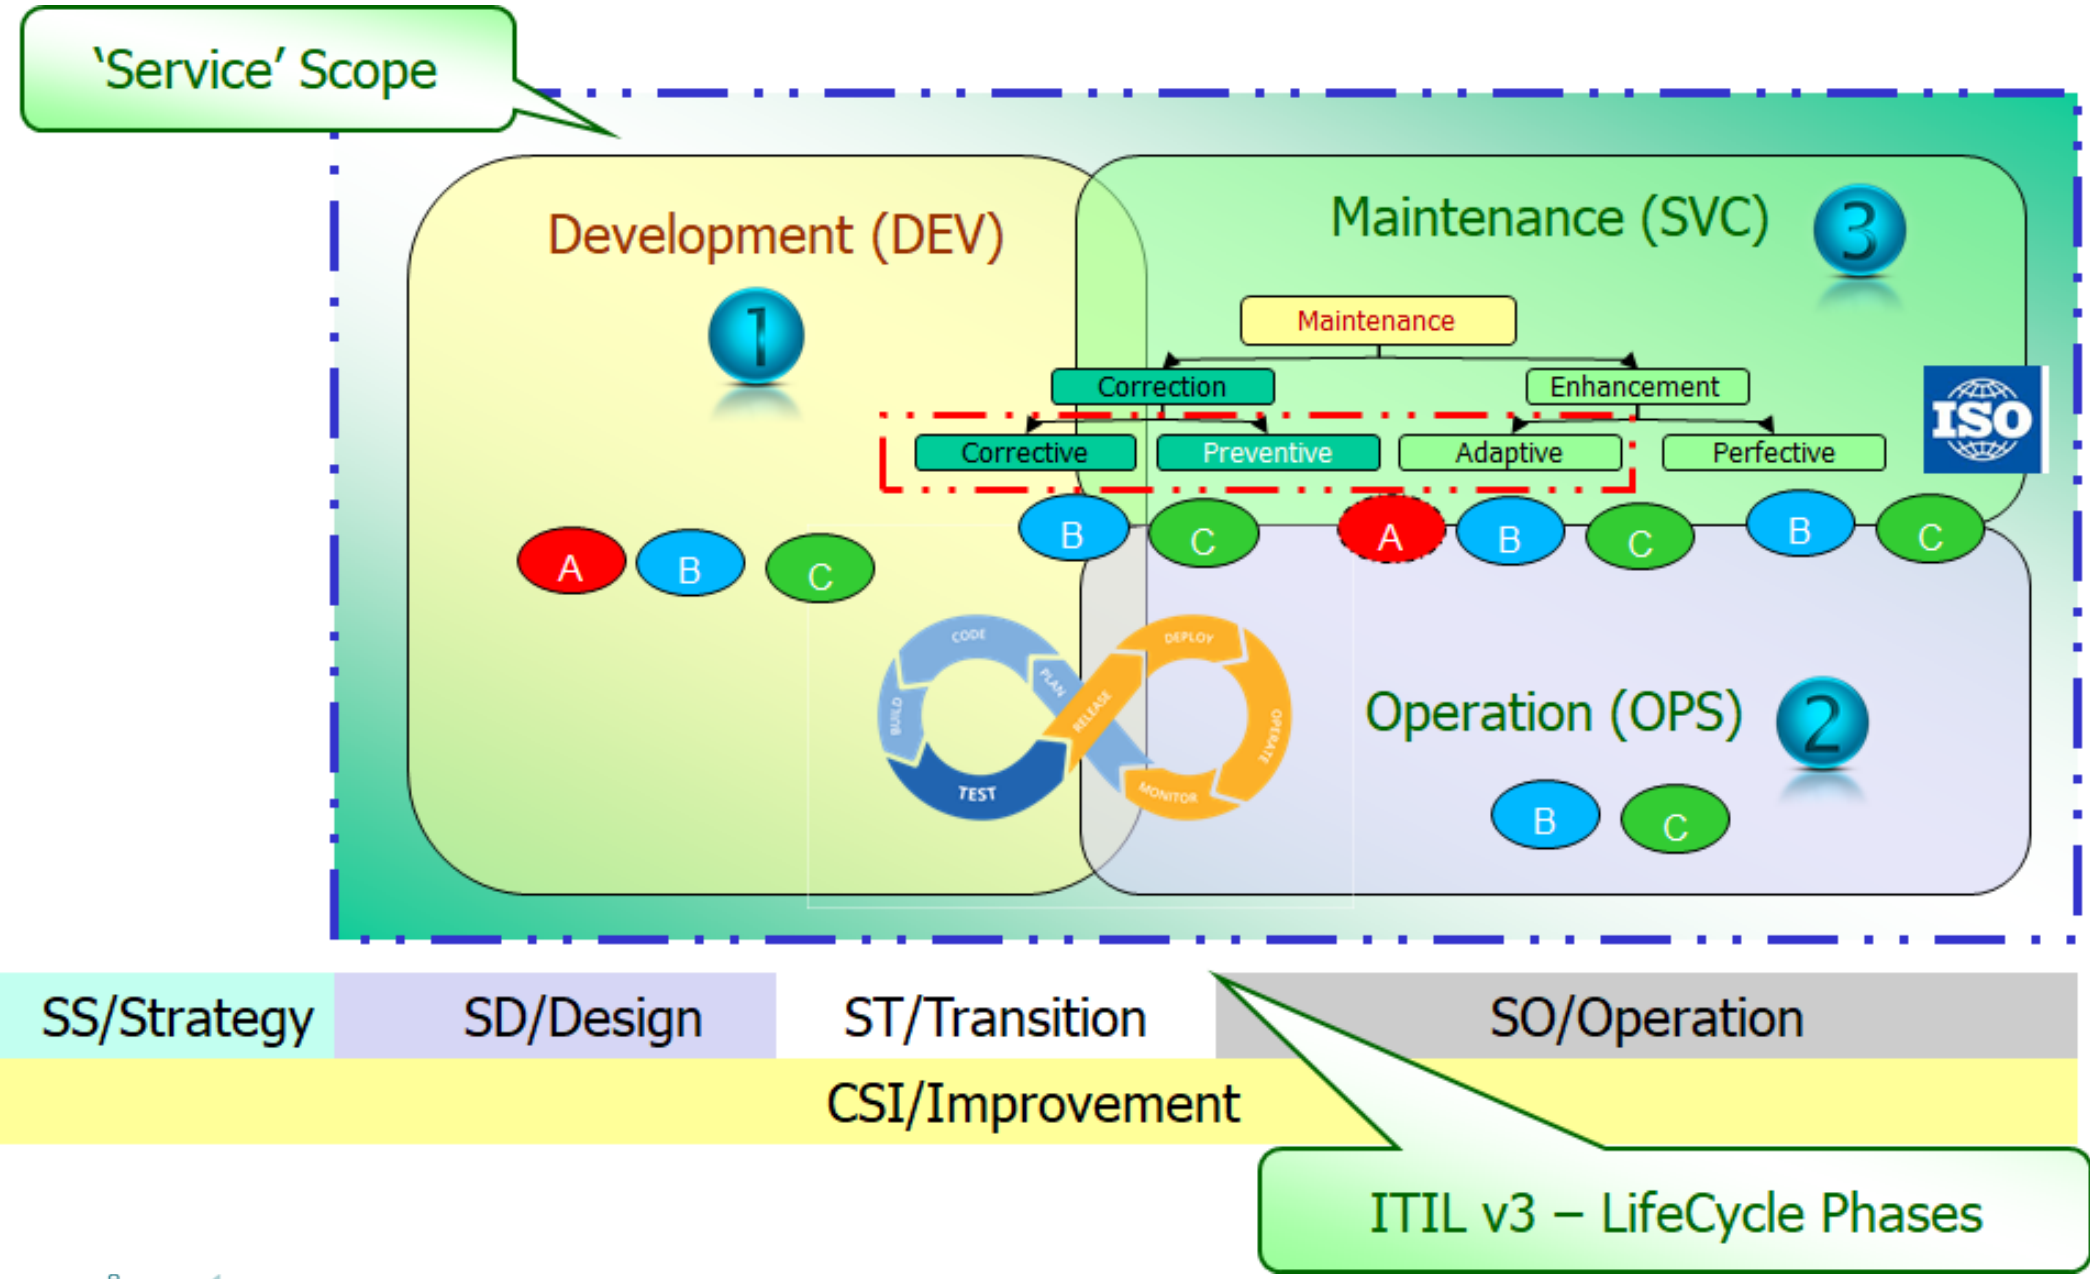 ‘Service’ Scope
Development (DEV)
1
Maintenance (SVC)
3
Maintenance
Correction
Enhancement
Corrective
Preventive
Adaptive
Perfective
ISO
A
B
C
B
C
A
B
C
B
C
CODE
PLAN
BUILD
TEST
RELEASE
DEPLOY
OPERATE
MONITOR
Operation (OPS)
2
B
C
SS/Strategy
SD/Design
ST/Transition
SO/Operation
CSI/Improvement
ITIL v3 – LifeCycle Phases